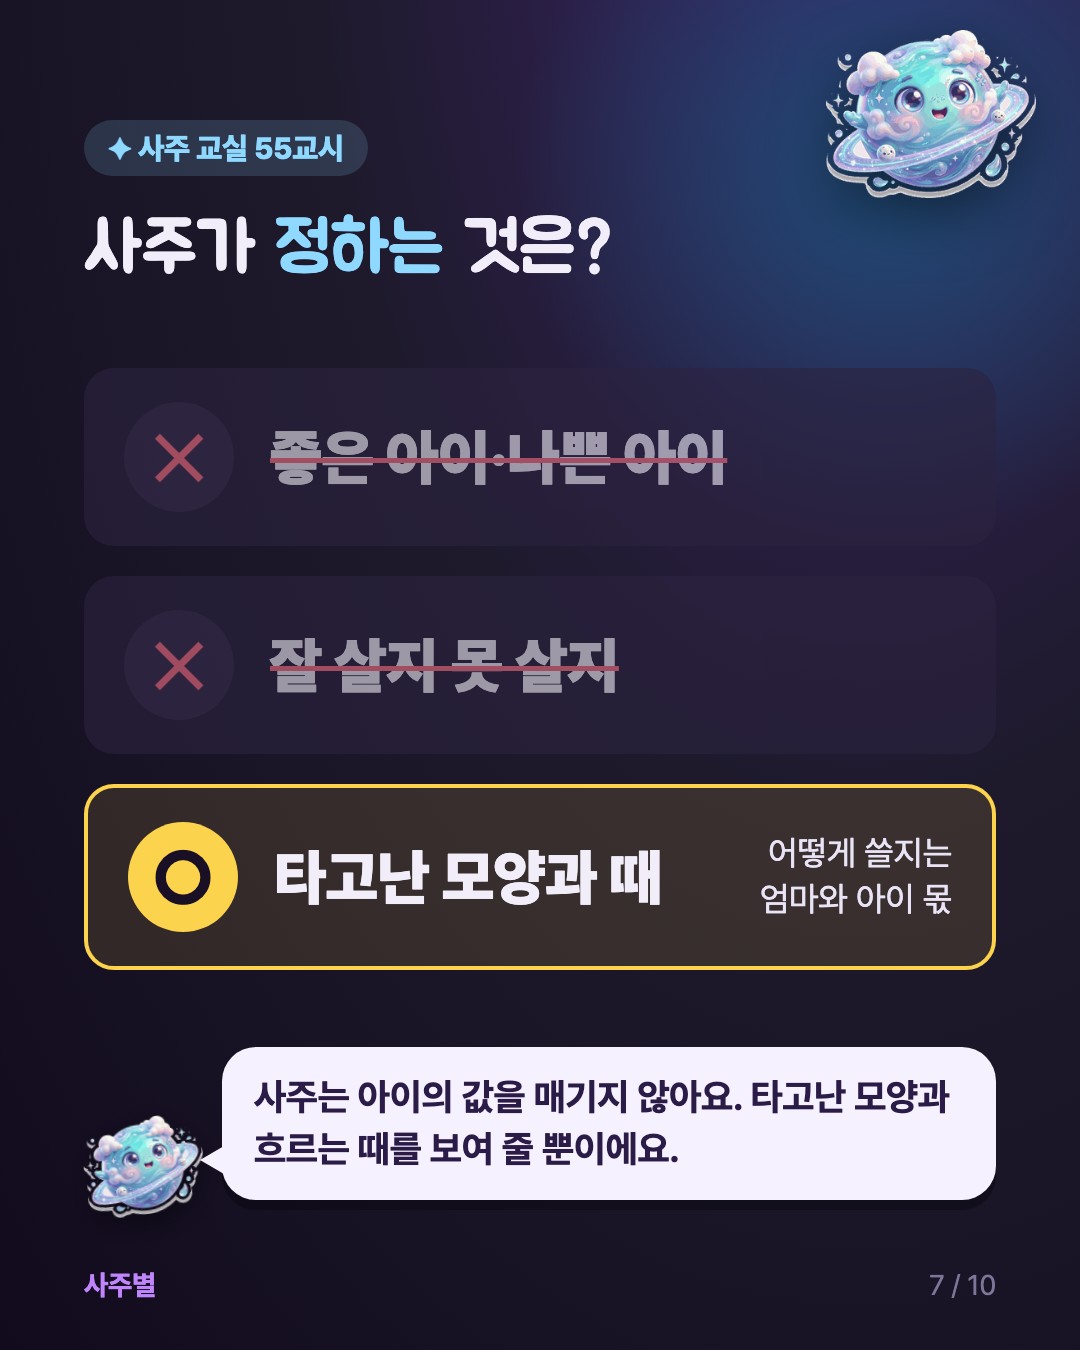 사주 교실 55교시
사주가 정하는 것은?
좋은 아이·나쁜 아이
잘 살지 못 살지
타고난 모양과 때
어떻게 쓸지는
엄마와 아이 몫
사주는 아이의 값을 매기지 않아요. 타고난 모양과
흐르는 때를 보여 줄 뿐이에요.
사주별
7 / 10